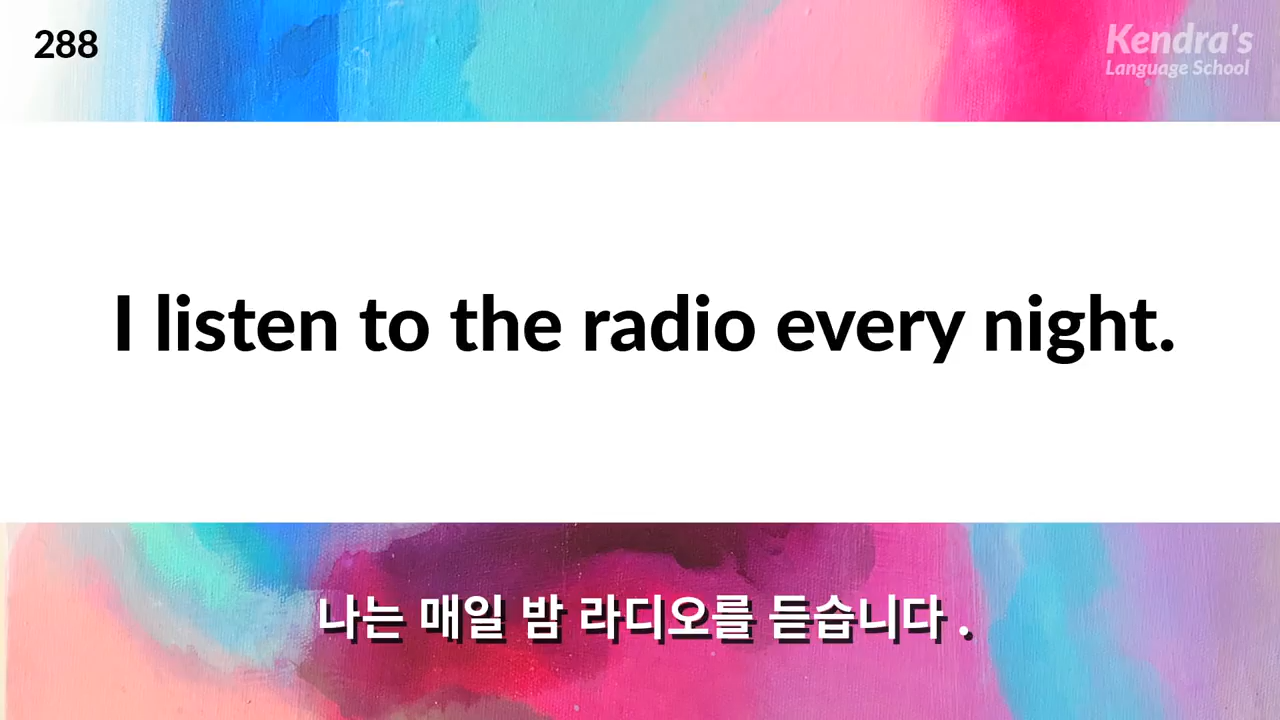 288
Kendra's
Language School
I listen to the radio every night.
나는 매일 밤 라디오를 듣습니다 .